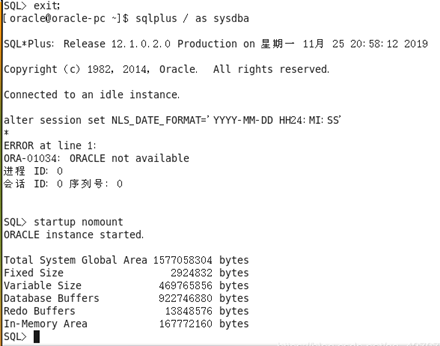 SQL> exit;
[oracle@oracle-pc ~]$ sqlplus / as sysdba
SQL*Plus: Release 12.1.0.2.0 Production on 星期一 11月 25 20:58:12 2019
Copyright (c) 1982, 2014, Oracle.  All rights reserved.
Connected to an idle instance.
alter session set NLS_DATE_FORMAT='YYYY-MM-DD HH24:MI:SS'
*
ERROR at line 1:
ORA-01034: ORACLE not available
进程 ID: 0
会话 ID: 0 序列号: 0
SQL> startup nomount
ORACLE instance started.
Total System Global Area 1577058304 bytes
Fixed Size 2924832 bytes
Variable Size 469765856 bytes
Database Buffers 922746880 bytes
Redo Buffers 13848576 bytes
In-Memory Area 167772160 bytes
SQL>